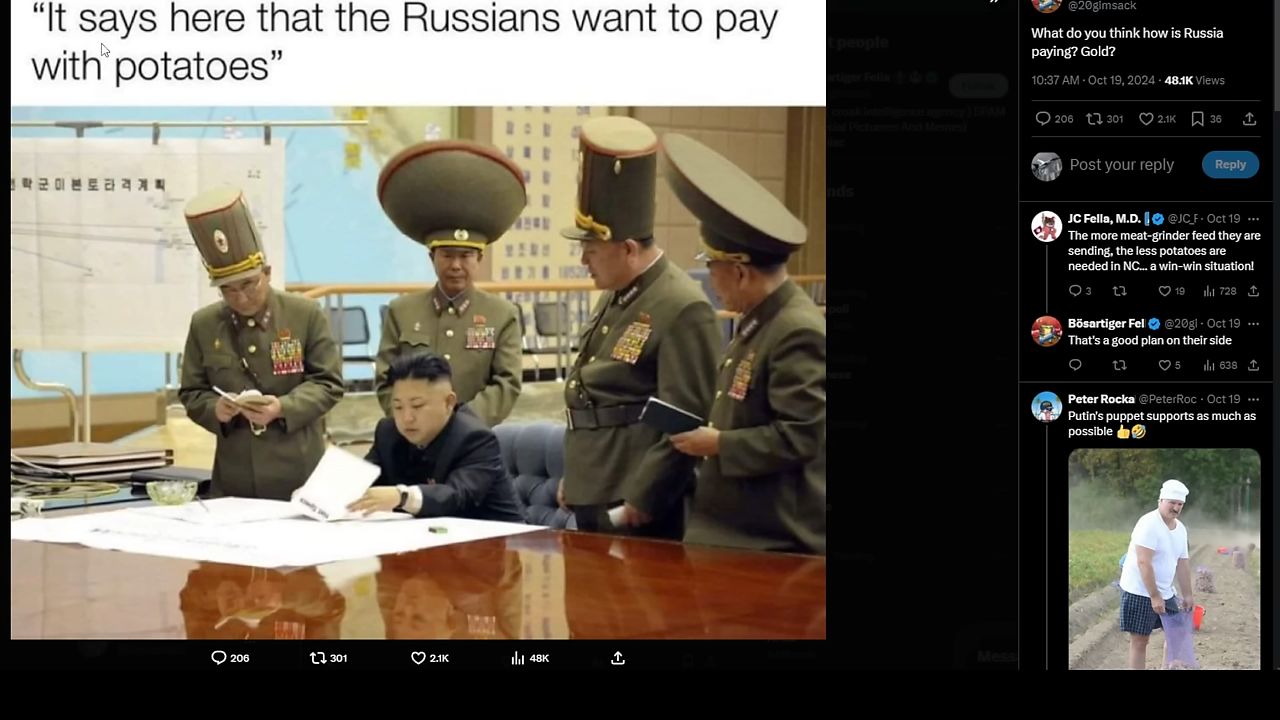 “It says here that the Russians want to pay
with potatoes”
206
301
2.1K
48K
@20gimsack
What do you think how is Russia
paying? Gold?
10:37 AM · Oct 19, 2024 · 48.1K Views
206
301
2.1K
36
Post your reply
Reply
JC Fella, M.D. @JC_F · Oct 19
The more meat-grinder feed they are
sending, the less potatoes are
needed in NC... a win-win situation!
3
19
728
Bösartiger Fel @20gi · Oct 19
That's a good plan on their side
5
638
Peter Rocka @PeterRoc · Oct 19
Putin's puppet supports as much as
possible 👍🤣